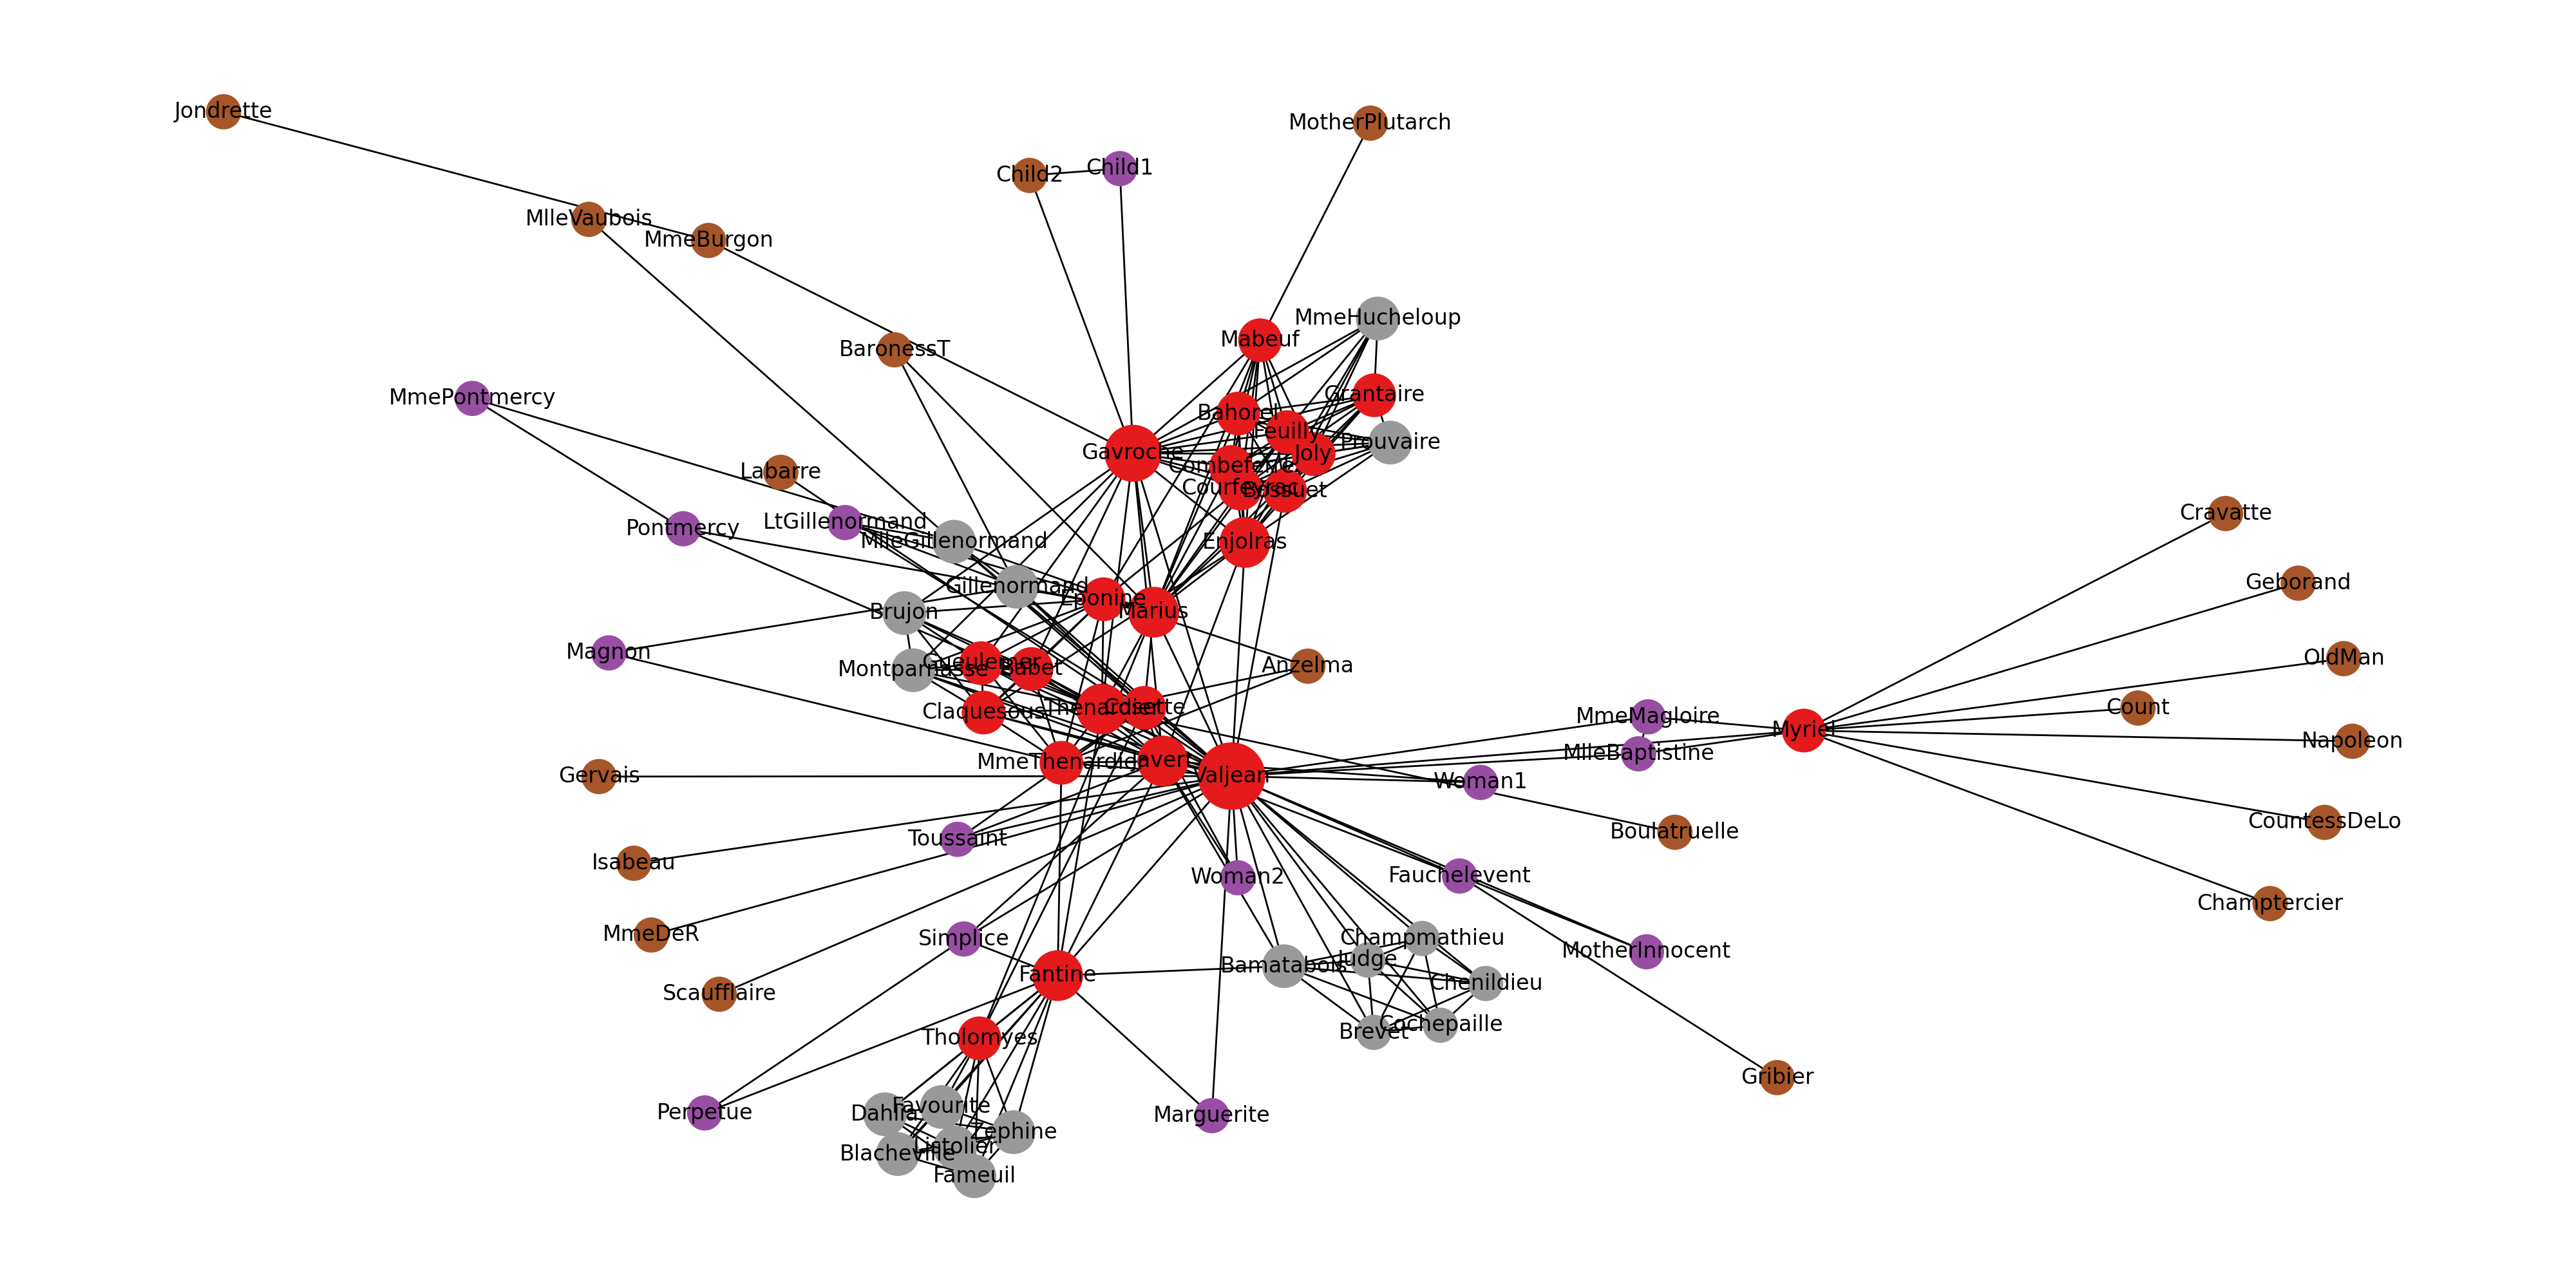 Jondrette
MotherPlutarch
Child2
Child1
MlleVaubois
MmeBurgon
MmeHucheloup
Mabeuf
BaronessT
MmePontmercy
Grantaire
Bahorel
Feuilly
Prouvaire
Gavroche
Joly
Combeferre
Labarre
Courfeyrac
Bossuet
Cravatte
LtGillenormand
Pontmercy
MlleGillenormand
Enjolras
Geborand
Gillenormand
Eponine
Brujon
Marius
Magnon
OldMan
Gueulemer
Babet
Anzelma
Montparnasse
Claquesous
Thenardier
Cosette
Count
MmeMagloire
Myriel
Napoleon
MlleBaptistine
MmeThenardier
Javert
Gervais
Valjean
Woman1
CountessDeLo
Boulatruelle
Toussaint
Isabeau
Woman2
Fauchelevent
Champtercier
MmeDeR
Simplice
Champmathieu
MotherInnocent
Judge
Bamatabois
Fantine
Chenildieu
Scaufflaire
Cochepaille
Brevet
Tholomyes
Gribier
Favourite
Dahlia
Perpetue
Marguerite
Zephine
Listolier
Blacheville
Fameuil